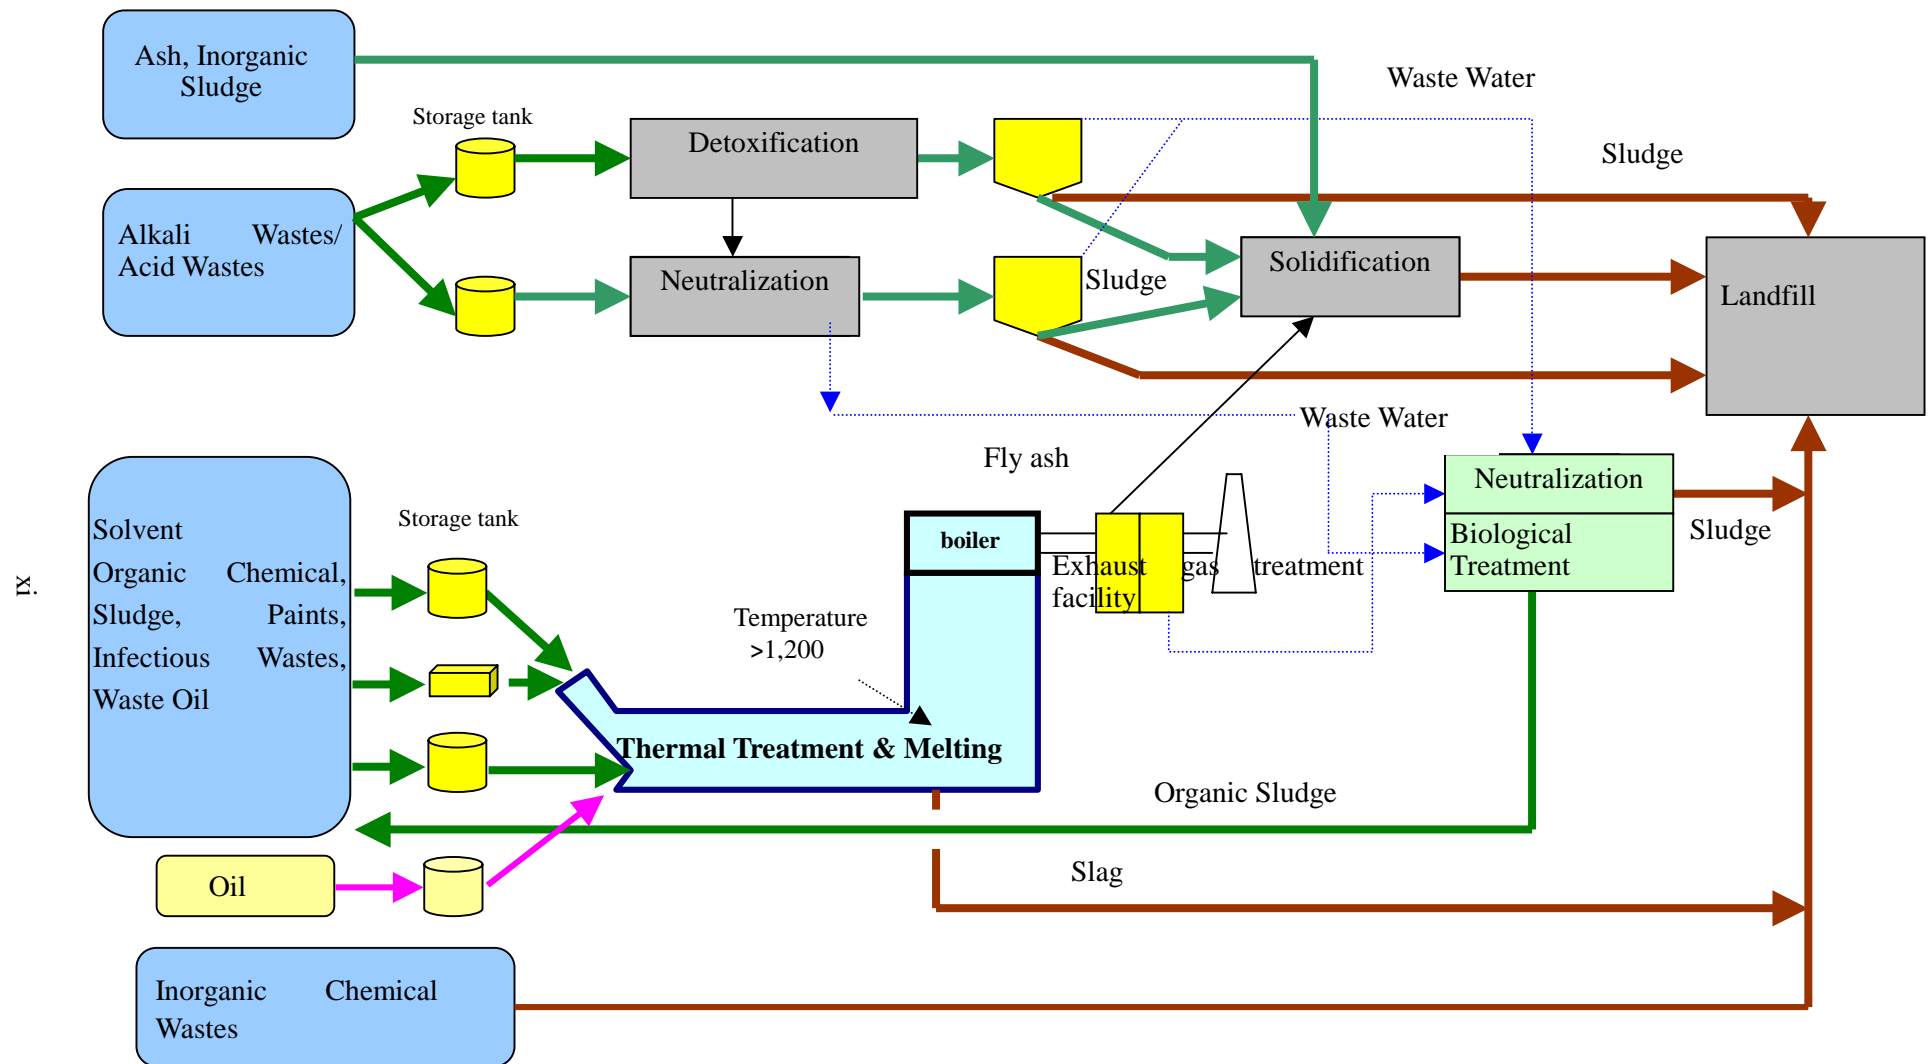 Ash, Inorganic
Sludge
Waste Water
Storage tank
Detoxification
Sludge
Alkali Wastes/
Acid Wastes
Neutralization
Sludge
Solidification
Landfill
Waste Water
Fly ash
Neutralization
Solvent
Organic Chemical,
Sludge, Paints,
Infectious Wastes,
Waste Oil
Storage tank
boiler
Exhaust gas treatment
facility
Biological
Treatment
Sludge
xi
Temperature
>1,200
Thermal Treatment & Melting
Organic Sludge
Oil
Slag
Inorganic Chemical
Wastes